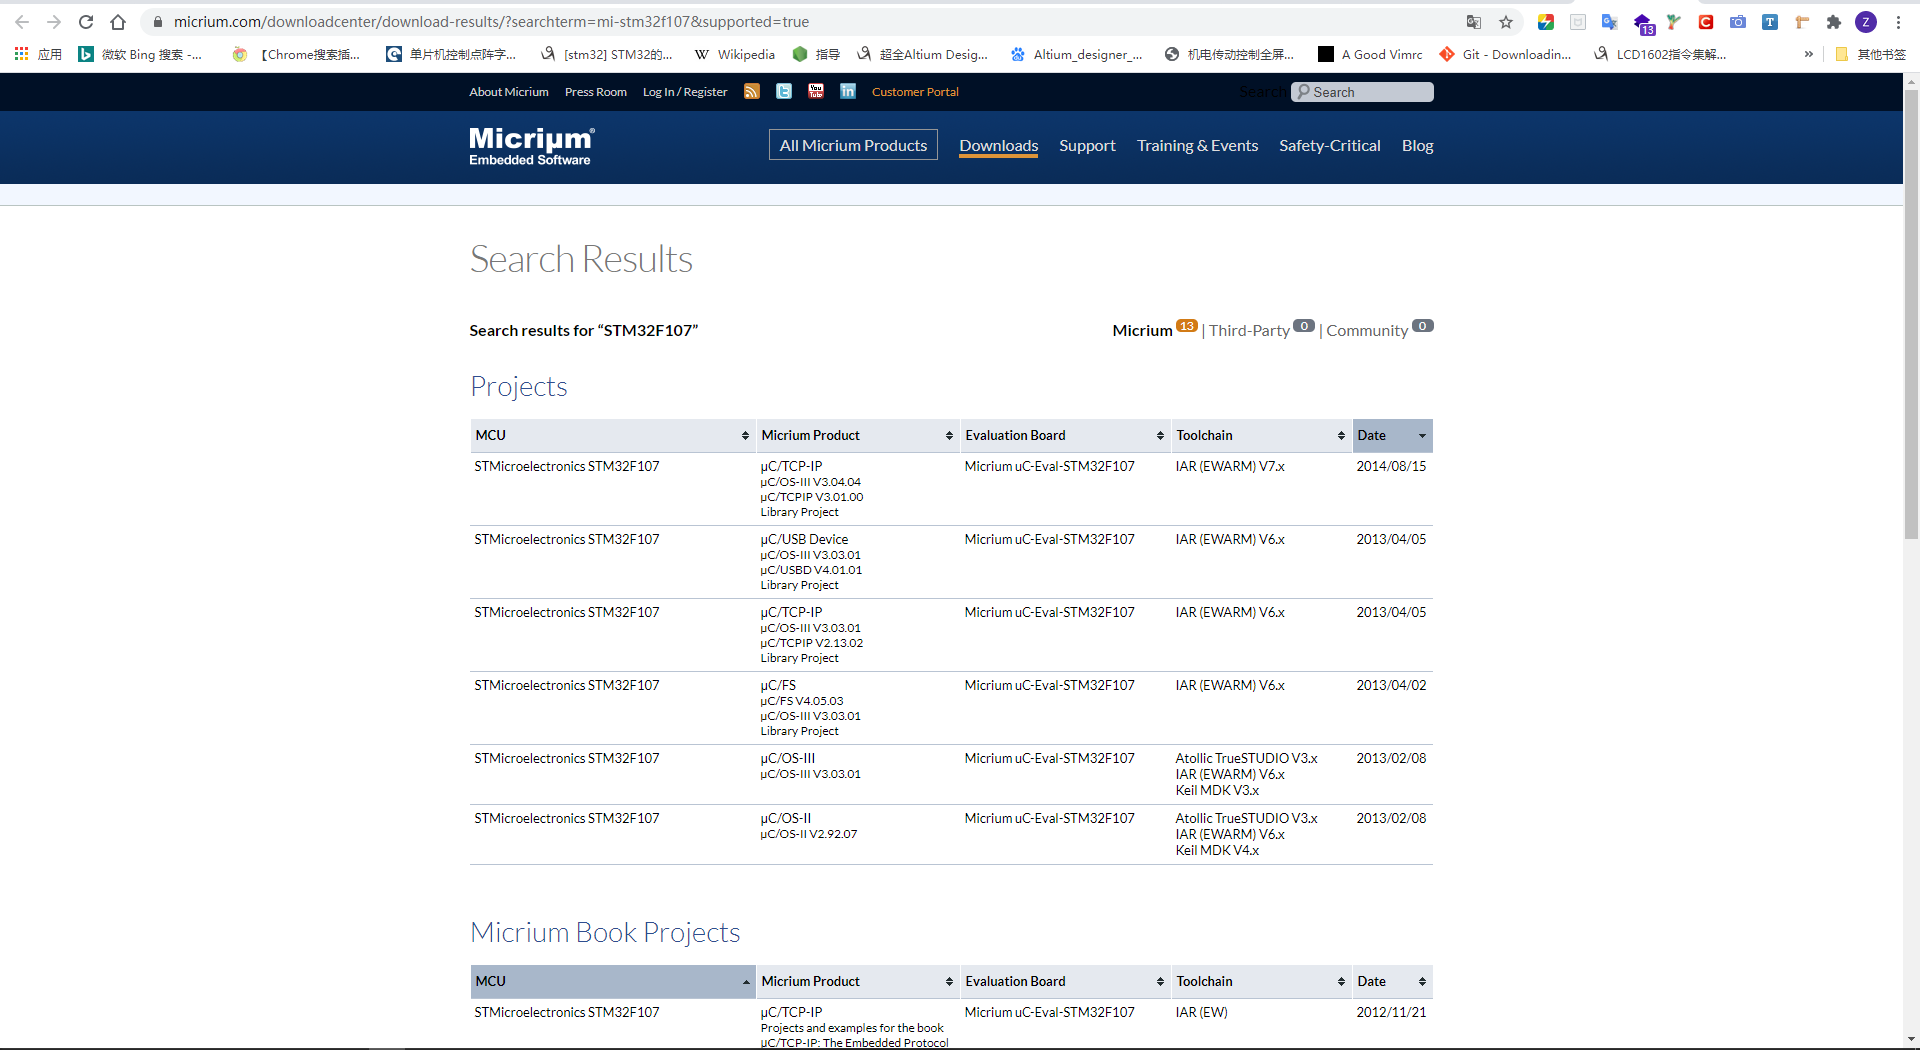 micrium.com/downloadcenter/download-results/?searchterm=mi-stm32f107&supported=true
13
C
T
Z
应用
微软 Bing 搜索 -...
【Chrome搜索插...
单片机控制点阵字...
[stm32] STM32的...
W Wikipedia
指导
超全Altium Desig...
Altium_designer_...
机电传动控制全屏...
A Good Vimrc
Git - Downloadin...
LCD1602指令集解...
»
其他书签
About Micrium
Press Room
Log In / Register
You Tube
in
Customer Portal
Search
Search
Micriµm®
Embedded Software
All Micrium Products
Downloads
Support
Training & Events
Safety-Critical
Blog
Search Results
Search results for “STM32F107”
Micrium 13 | Third-Party 0 | Community 0
Projects
MCU Micrium Product Evaluation Board Toolchain Date
STMicroelectronics STM32F107 µC/TCP-IP Micrium uC-Eval-STM32F107 IAR (EWARM) V7.x 2014/08/15
µC/OS-III V3.04.04
µC/TCPIP V3.01.00
Library Project
STMicroelectronics STM32F107 µC/USB Device Micrium uC-Eval-STM32F107 IAR (EWARM) V6.x 2013/04/05
µC/OS-III V3.03.01
µC/USBD V4.01.01
Library Project
STMicroelectronics STM32F107 µC/TCP-IP Micrium uC-Eval-STM32F107 IAR (EWARM) V6.x 2013/04/05
µC/OS-III V3.03.01
µC/TCPIP V2.13.02
Library Project
STMicroelectronics STM32F107 µC/FS Micrium uC-Eval-STM32F107 IAR (EWARM) V6.x 2013/04/02
µC/FS V4.05.03
µC/OS-III V3.03.01
Library Project
STMicroelectronics STM32F107 µC/OS-III Micrium uC-Eval-STM32F107 Atollic TrueSTUDIO V3.x 2013/02/08
µC/OS-III V3.03.01 IAR (EWARM) V6.x
Keil MDK V3.x
STMicroelectronics STM32F107 µC/OS-II Micrium uC-Eval-STM32F107 Atollic TrueSTUDIO V3.x 2013/02/08
µC/OS-II V2.92.07 IAR (EWARM) V6.x
Keil MDK V4.x
Micrium Book Projects
MCU Micrium Product Evaluation Board Toolchain Date
STMicroelectronics STM32F107 µC/TCP-IP Micrium uC-Eval-STM32F107 IAR (EW) 2012/11/21
Projects and examples for the book
µC/TCP-IP: The Embedded Protocol